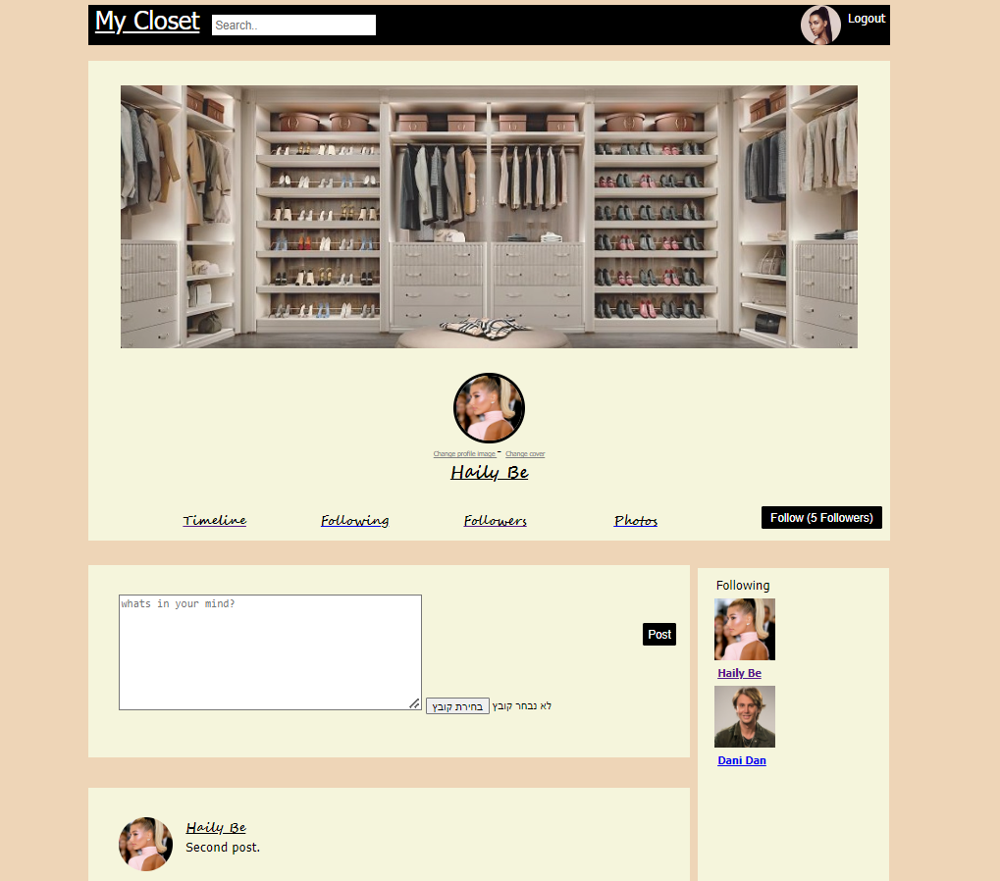 My Closet
Search..
Logout
Change profile image - Change cover
Haily Be
Timeline Following Followers Photos Follow (5 Followers)
whats in your mind?
Post
בחירת קובץ לא נבחר קובץ
Following
Haily Be
Dani Dan
Haily Be
Second post.